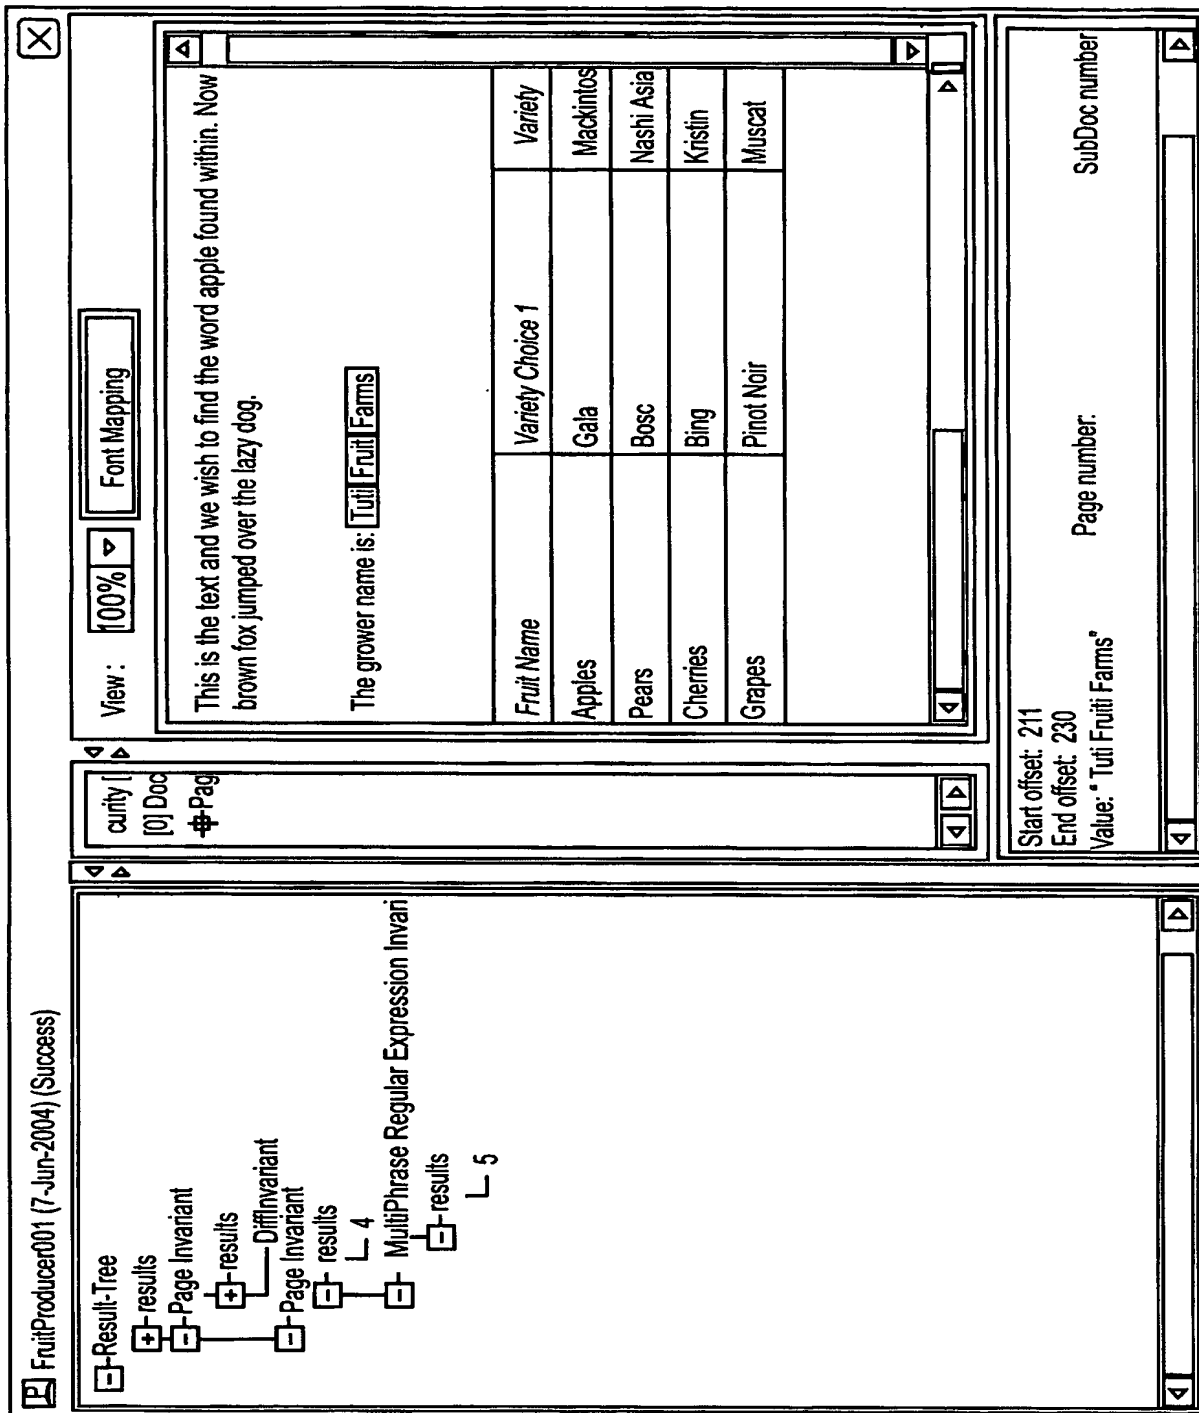 P FruitProducer001 (7-Jun-2004) (Success)
Result-Tree
results
Page Invariant
results
DiffInvariant
Page Invariant
results
4
MultiPhrase Regular Expression Invari
results
5
curity [
[0] Doc
Pag
View : 100% Font Mapping
This is the text and we wish to find the word apple found within. Now
brown fox jumped over the lazy dog.
The grower name is: Tuti Fruit Farms
Fruit Name Variety Choice 1 Variety
Apples Gala Mackintos
Pears Bosc Nashi Asia
Cherries Bing Kristin
Grapes Pinot Noir Muscat
Start offset: 211
End offset: 230 Page number: SubDoc number:
Value: " Tuti Fruiti Farms"